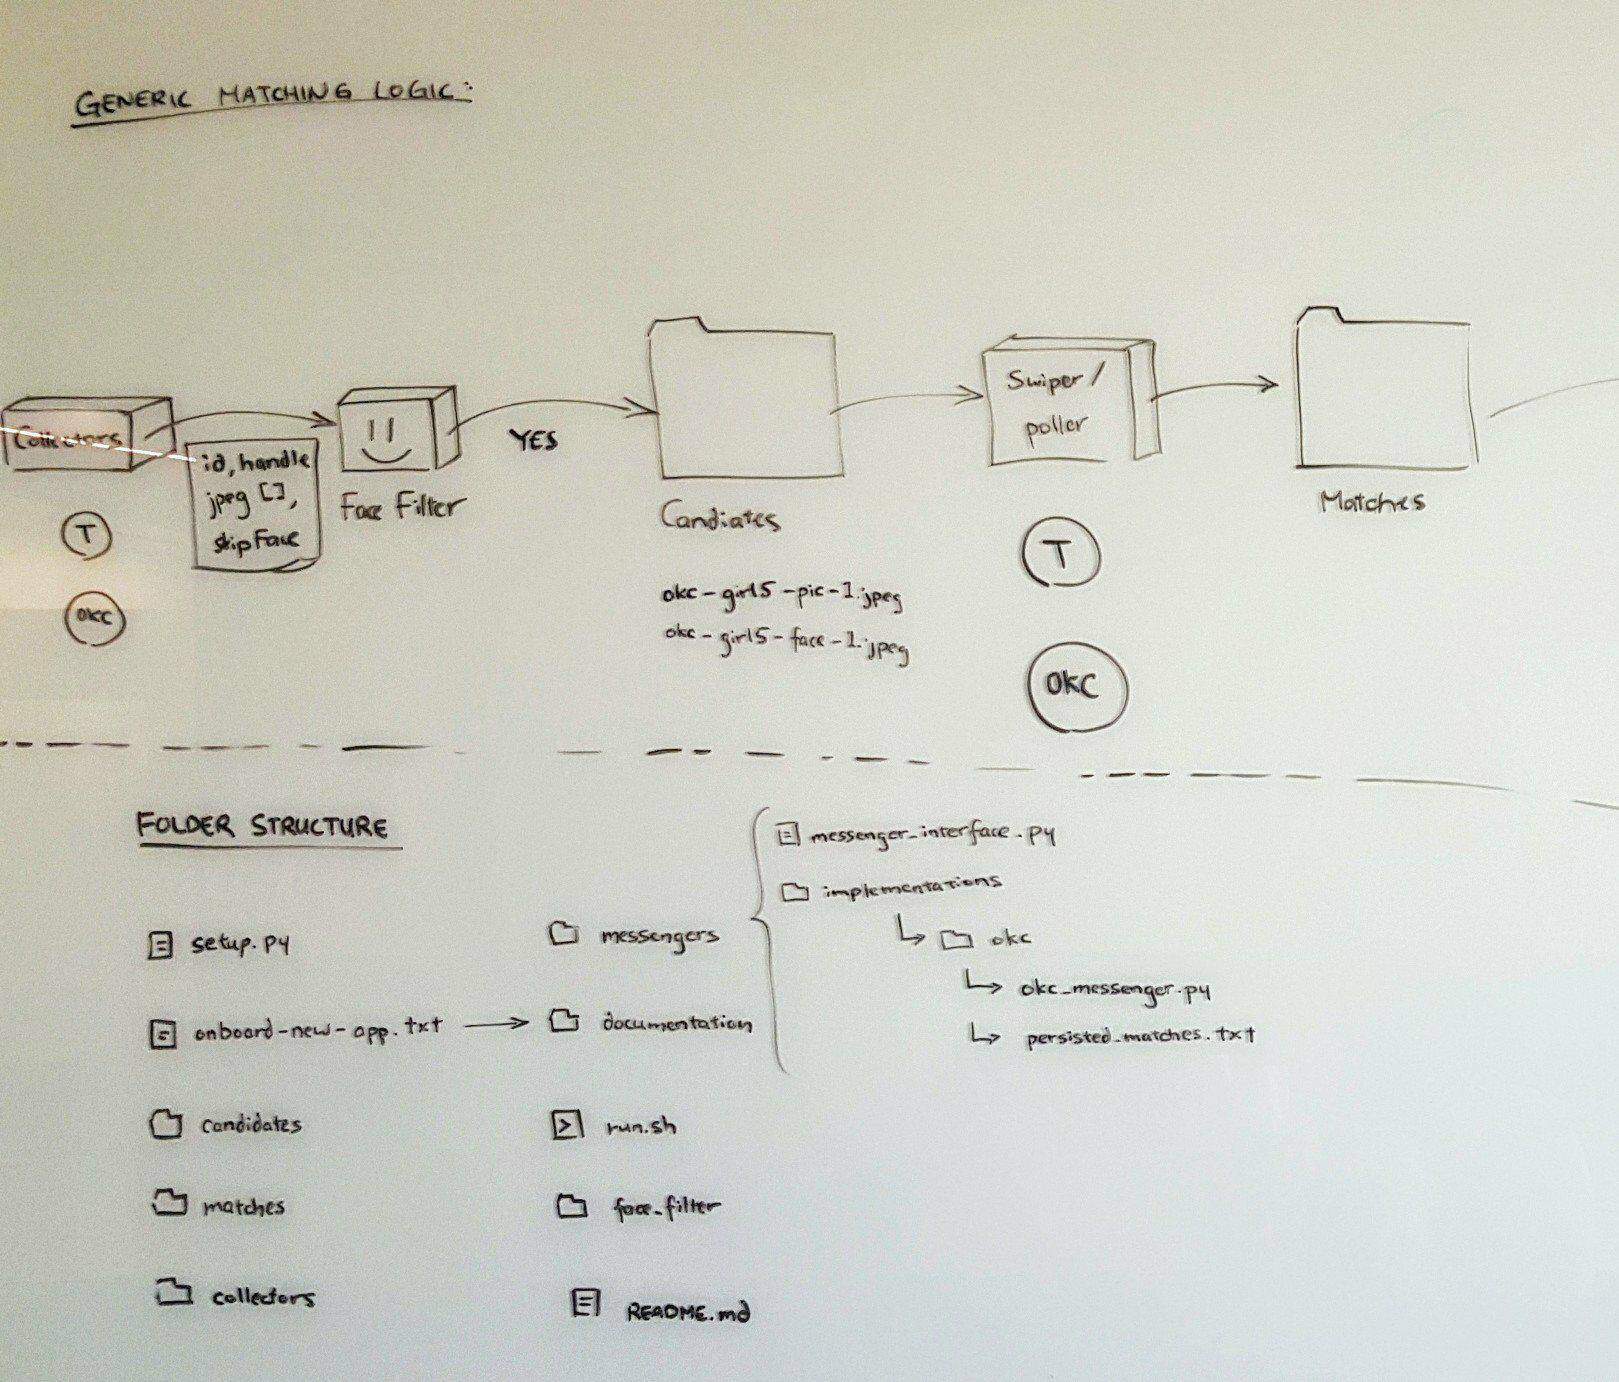 GENERIC MATCHING LOGIC:
Collectors
id, handle
jpeg [],
skipFace
T
OKC
Face Filter
YES
Candiates
okc-girl5-pic-1.jpeg
okc-girl5-face-1.jpeg
Swiper/
poller
T
OKC
Matches
FOLDER STRUCTURE
setup.py
onboard-new-app.txt
candidates
matches
collectors
messengers
documentation
run.sh
face_filter
README.md
messenger_interface.py
implementations
okc
okc_messenger.py
persisted_matches.txt